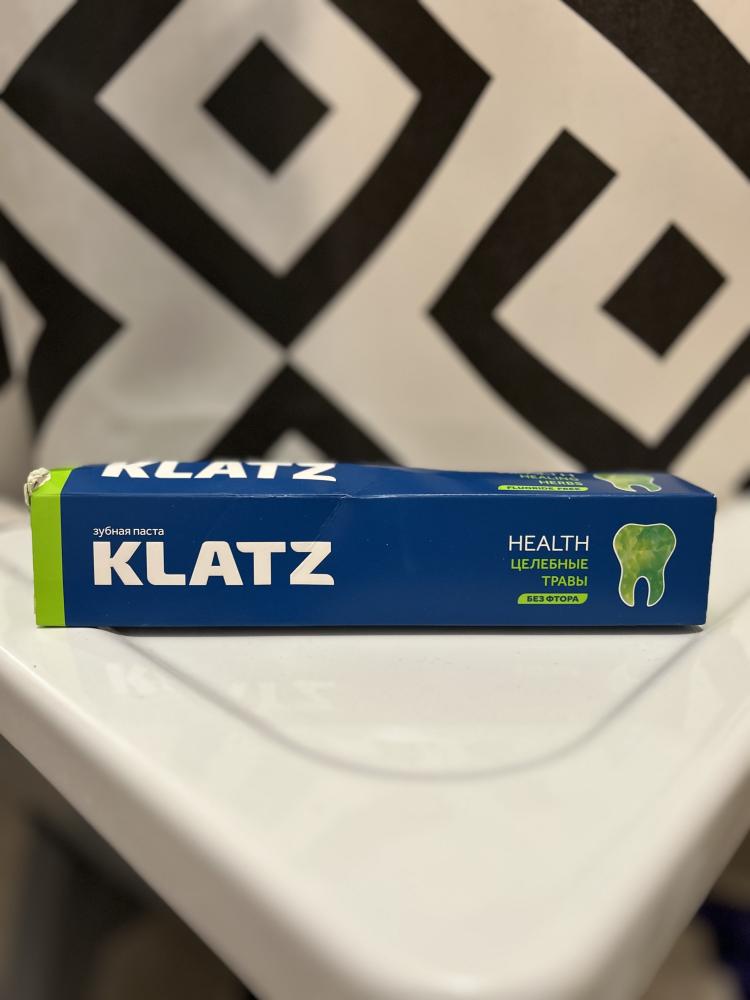 KLATZ
HEALTH
HEALING
HERBS
FLUORIDE FREE
зубная паста
KLATZ
HEALTH
ЦЕЛЕБНЫЕ
ТРАВЫ
БЕЗ ФТОРА